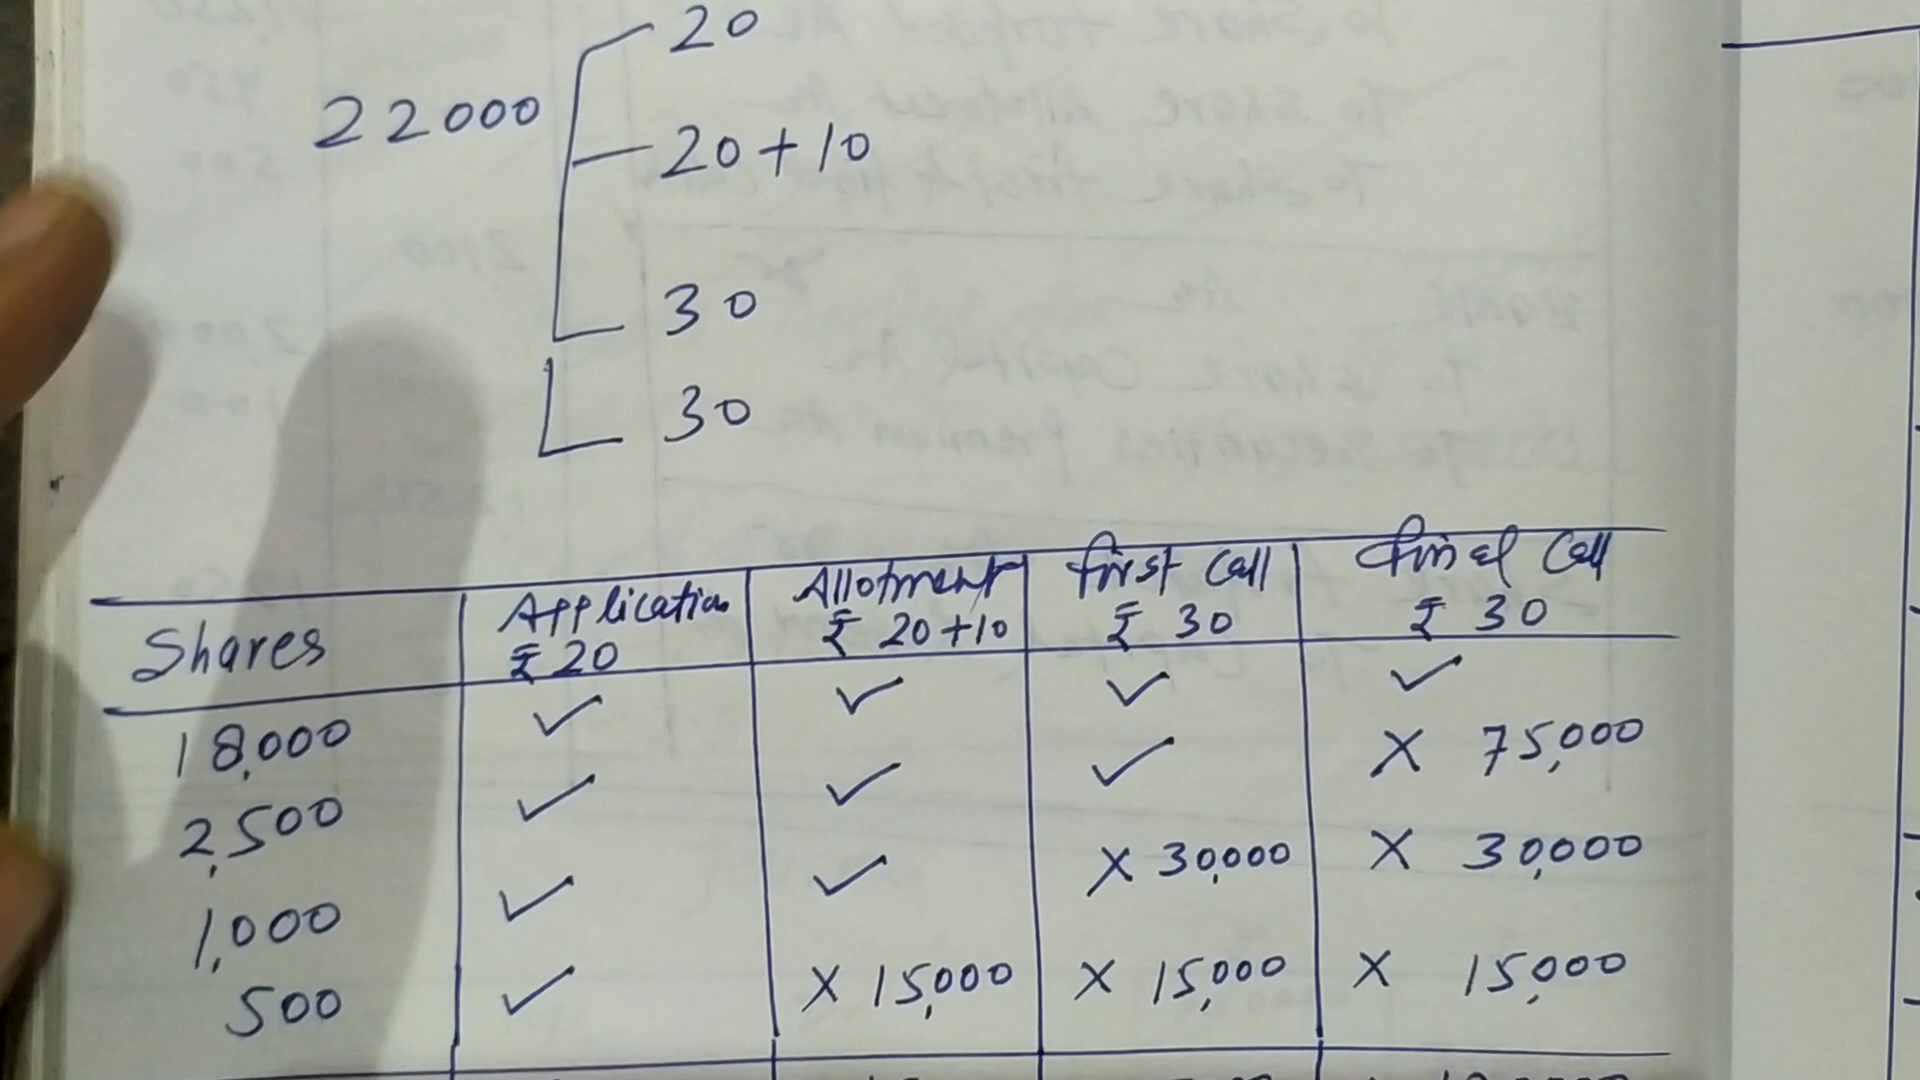 20
22000
20+10
30
30
Shares Application ₹ 20 Allotment ₹ 20+10 First Call ₹ 30 Final Call ₹ 30
18,000 ✓ ✓ ✓ ✓
2,500 ✓ ✓ ✓ X 75,000
1,000 ✓ ✓ X 30,000 X 30,000
500 ✓ X 15,000 X 15,000 X 15,000